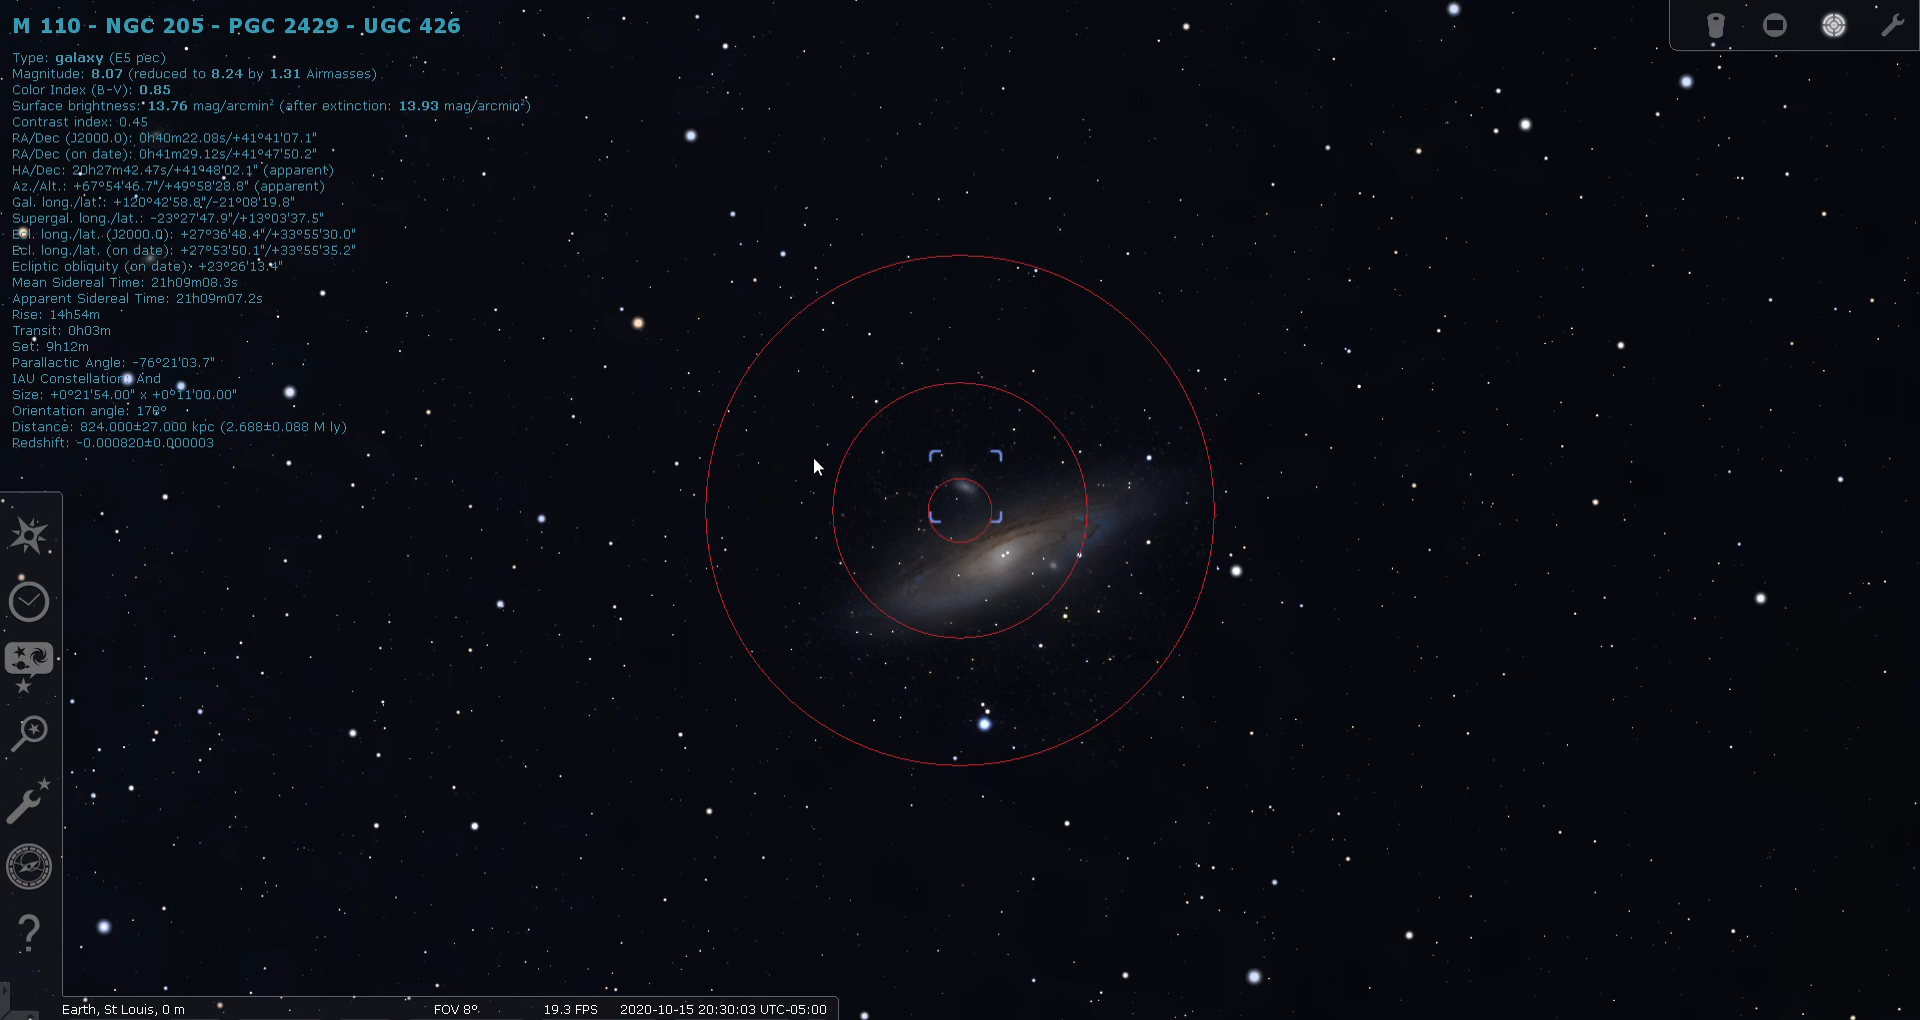 M 110 - NGC 205 - PGC 2429 - UGC 426
Type: galaxy (E5 pec)
Magnitude: 8.07 (reduced to 8.24 by 1.31 Airmasses)
Color Index (B-V): 0.85
Surface brightness: 13.76 mag/arcmin² (after extinction: 13.93 mag/arcmin²)
Contrast index: 0.45
RA/Dec (J2000.0): 0h40m22.08s/+41°41'07.1"
RA/Dec (on date): 0h41m29.12s/+41°47'50.2"
HA/Dec: 20h27m42.47s/+41°48'02.1" (apparent)
Az./Alt.: +67°54'46.7"/+49°58'28.8" (apparent)
Gal. long./lat.: +120°42'58.8"/-21°08'19.8"
Supergal. long./lat.: -23°27'47.9"/+13°03'37.5"
Ecl. long./lat. (J2000.0): +27°36'48.4"/+33°55'30.0"
Ecl. long./lat. (on date): +27°53'50.1"/+33°55'35.2"
Ecliptic obliquity (on date): +23°26'13.4"
Mean Sidereal Time: 21h09m08.3s
Apparent Sidereal Time: 21h09m07.2s
Rise: 14h54m
Transit: 0h03m
Set: 9h12m
Parallactic Angle: -76°21'03.7"
IAU Constellation: And
Size: +0°21'54.00" x +0°11'00.00"
Orientation angle: 170°
Distance: 824.000±27.000 kpc (2.688±0.088 M ly)
Redshift: -0.000820±0.000003
Earth, St Louis, 0 m FOV 8° 19.3 FPS 2020-10-15 20:30:03 UTC-05:00